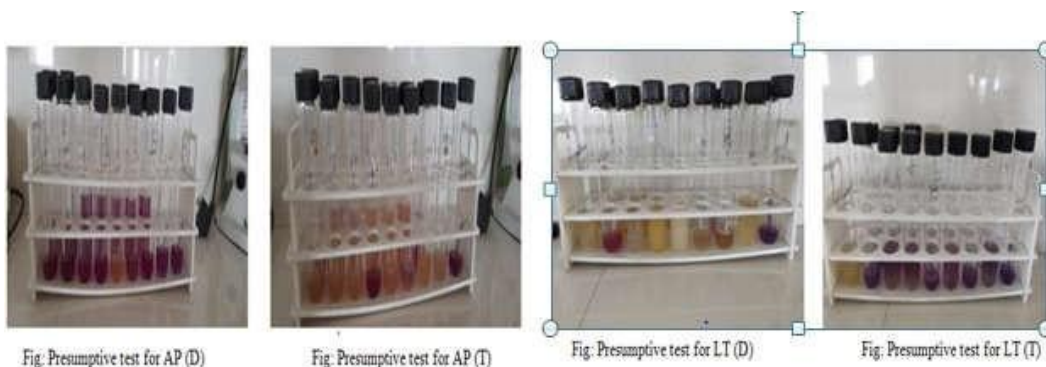 Fig: Presumptive test for AP (D)
Fig: Presumptive test for AP (T)
Fig: Presumptive test for LT (D)
Fig: Presumptive test for LT (T)